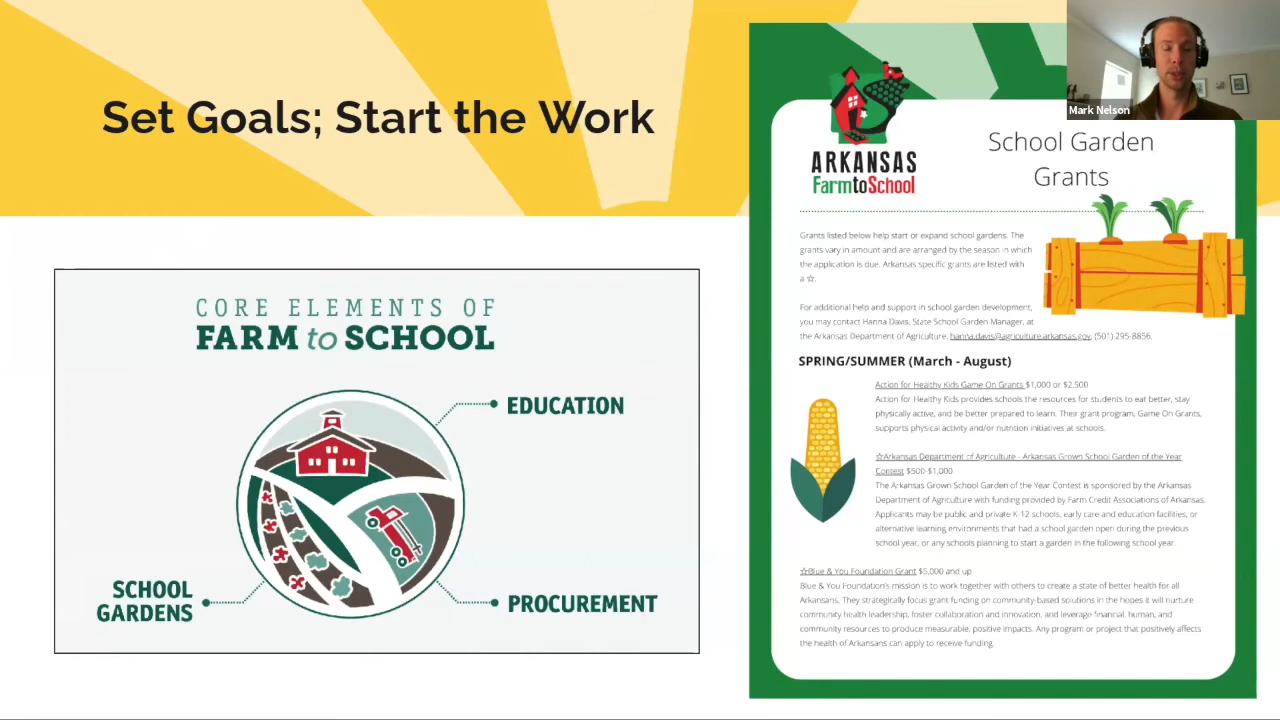 Set Goals; Start the Work
CORE ELEMENTS OF
FARM to SCHOOL
EDUCATION
SCHOOL
GARDENS
PROCUREMENT
Mark Nelson
ARKANSAS
FarmtoSchool
School Garden
Grants
Grants listed below help start or expand school gardens. The
grants vary in amount and are arranged by the season in which
the application is due. Arkansas specific grants are listed with
a ☆.
For additional help and support in school garden development,
you may contact Hanna Davis, State School Garden Manager, at
the Arkansas Department of Agriculture, hanna.davis@agriculture.arkansas.gov, (501) 295-8856.
SPRING/SUMMER (March - August)
Action for Healthy Kids Game On Grants $1,000 or $2,500
Action for Healthy Kids provides schools the resources for students to eat better, stay
physically active, and be better prepared to learn. Their grant program, Game On Grants,
supports physical activity and/or nutrition initiatives at schools.
☆Arkansas Department of Agriculture - Arkansas Grown School Garden of the Year
Contest $500-$1,000
The Arkansas Grown School Garden of the Year Contest is sponsored by the Arkansas
Department of Agriculture with funding provided by Farm Credit Associations of Arkansas.
Applicants may be public and private K-12 schools, early care and education facilities, or
alternative learning environments that had a school garden open during the previous
school year, or any schools planning to start a garden in the following school year.
☆Blue & You Foundation Grant $5,000 and up
Blue & You Foundation's mission is to work together with others to create a state of better health for all
Arkansans. They strategically focus grant funding on community-based solutions in the hopes it will nurture
community health leadership, foster collaboration and innovation, and leverage financial, human, and
community resources to produce measurable, positive impacts. Any program or project that positively affects
the health of Arkansans can apply to receive funding.